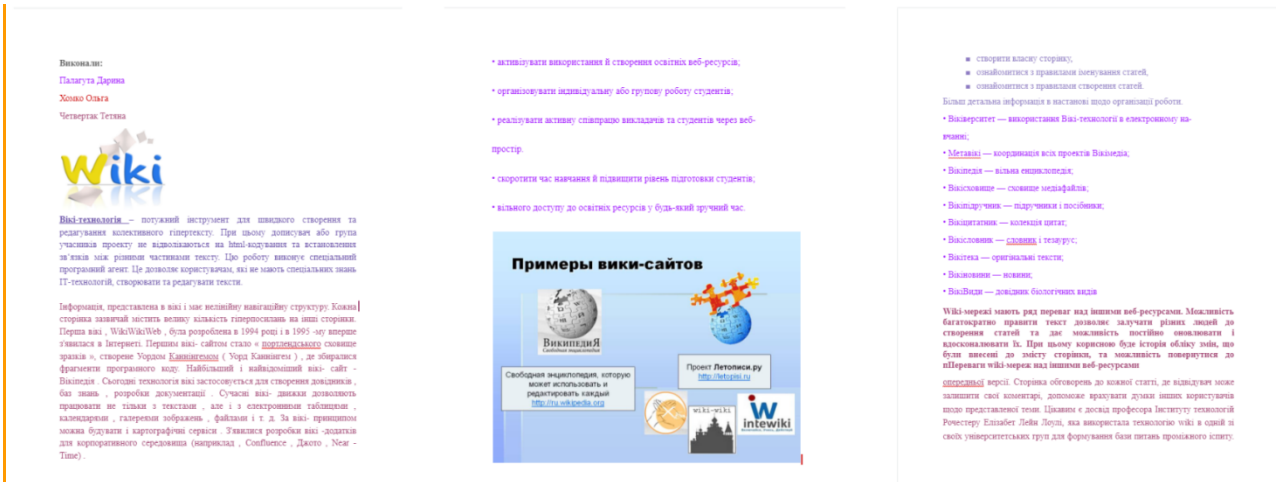 Виконали:
Палагута Дарина
Хомко Ольга
Четвертак Тетяна
Wiki
Вікі-технологія – потужний інструмент для швидкого створення та
редагування колективного гіпертексту. При цьому дописувач або група
учасників проекту не відволікаються на html-кодування та встановлення
зв'язків між різними частинами тексту. Цю роботу виконує спеціальний
програмний агент. Це дозволяє користувачам, які не мають спеціальних знань
ІТ-технологій, створювати та редагувати тексти.
Інформація, представлена в вікі і має нелінійну навігаційну структуру. Кожна
сторінка зазвичай містить велику кількість гіперпосилань на інші сторінки.
Перша вікі , WikiWikiWeb , була розроблена в 1994 році і в 1995 -му вперше
з'явилася в Інтернеті. Першим вікі- сайтом стало « портлендського сховище
зразків », створене Уордом Каннінгемом ( Уорд Каннінгем ) , де збиралися
фрагменти програмного коду. Найбільший і найвідоміший вікі- сайт -
Вікіпедія . Сьогодні технологія вікі застосовується для створення довідників ,
баз знань , розробки документації . Сучасні вікі- движки дозволяють
працювати не тільки з текстами , але і з електронними таблицями ,
календарями , галереями зображень , файлами і т. д. За вікі- принципом
можна будувати і картографічні сервіси . З'явилися розробки вікі -додатків
для корпоративного середовища (наприклад , Confluence , Джото , Near -
Time) .
• активізувати використання й створення освітніх веб-ресурсів;
• організовувати індивідуальну або групову роботу студентів;
• реалізувати активну співпрацю викладачів та студентів через веб-
простір.
• скоротити час навчання й підвищити рівень підготовки студентів;
• вільного доступу до освітніх ресурсів у будь-який зручний час.
Примеры вики-сайтов
ВикипедиЯ
Свободная энциклопедия
Свободная энциклопедия, которую
может использовать и
редактировать каждый
http://ru.wikipedia.org
Проект Летописи.ру
http://letopisi.ru
wiki-wiki
intewiki
▪ створити власну сторінку,
▪ ознайомитися з правилами іменування статей,
▪ ознайомитися з правилами створення статей.
Більш детальна інформація в настанові щодо організації роботи.
• Віківерситет — використання Вікі-технології в електронному на-
вчанні;
• Метавікі — координація всіх проектів Вікімедіа;
• Вікіпедія — вільна енциклопедія;
• Вікісховище — сховище медіафайлів;
• Вікіпідручник — підручники і посібники;
• Вікіцитатник — колекція цитат;
• Вікісловник — словник і тезаурус;
• Вікітека — оригінальні тексти;
• Вікіновини — новини;
• ВікіВиди — довідник біологічних видів
Wiki-мережі мають ряд переваг над іншими веб-ресурсами. Можливість
багатократно правити текст дозволяє залучати різних людей до
створення статей та дає можливість постійно оновлювати і
вдосконалювати їх. При цьому корисною буде історія обліку змін, що
були внесені до змісту сторінки, та можливість повернутися до
пПереваги wiki-мереж над іншими веб-ресурсами
опередньої версії. Сторінка обговорень до кожної статті, де відвідувач може
залишити свої коментарі, допоможе врахувати думки інших користувачів
щодо представленої теми. Цікавим є досвід професора Інституту технологій
Рочестеру Елізабет Лейн Лоулі, яка використала технологію wiki в одній зі
своїх університетських груп для формування бази питань проміжного іспиту.